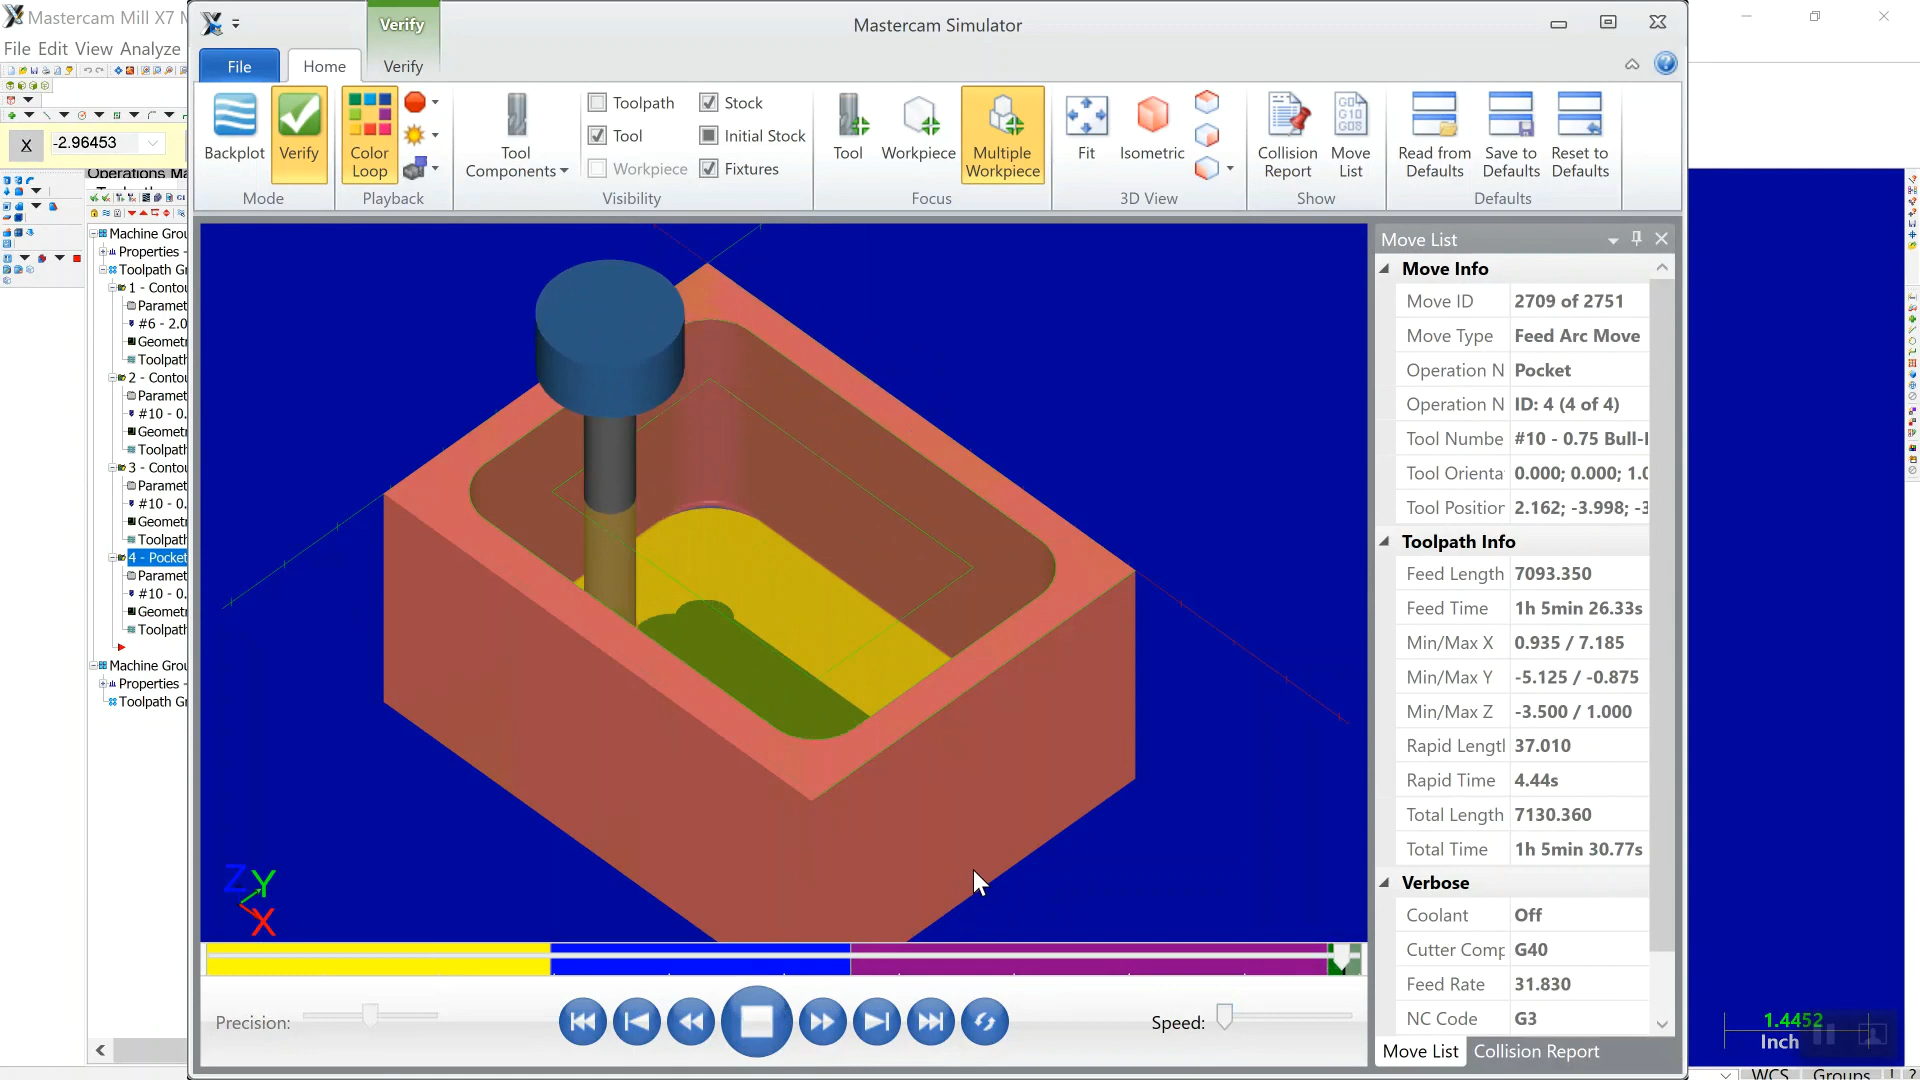 Mastercam Mill X7
Verify
Mastercam Simulator
File Edit View Analyze
File
Home
Verify
X
-2.96453
Backplot
Verify
Mode
Color Loop
Playback
Tool Components
Toolpath
Tool
Workpiece
Stock
Initial Stock
Fixtures
Visibility
Tool
Workpiece
Multiple Workpiece
Focus
Fit
Isometric
3D View
Collision Report
Move List
Show
Read from Defaults
Save to Defaults
Reset to Defaults
Defaults
Operations Ma
Machine Grou
Properties -
Toolpath Gr
1 - Contou
Paramet
#6 - 2.0
Geometr
Toolpath
2 - Contou
Paramet
#10 - 0.
Geometr
Toolpath
3 - Contou
Paramet
#10 - 0.
Geometr
Toolpath
4 - Pocket
Paramet
#10 - 0.
Geometr
Toolpath
Machine Grou
Properties -
Toolpath Gr
Z Y
X
Move List
Move Info
Move ID 2709 of 2751
Move Type Feed Arc Move
Operation N Pocket
Operation N ID: 4 (4 of 4)
Tool Numbe #10 - 0.75 Bull-
Tool Orienta 0.000; 0.000; 1.0
Tool Position 2.162; -3.998; -3
Toolpath Info
Feed Length 7093.350
Feed Time 1h 5min 26.33s
Min/Max X 0.935 / 7.185
Min/Max Y -5.125 / -0.875
Min/Max Z -3.500 / 1.000
Rapid Lengtl 37.010
Rapid Time 4.44s
Total Length 7130.360
Total Time 1h 5min 30.77s
Verbose
Coolant Off
Cutter Comp G40
Feed Rate 31.830
NC Code G3
Move List Collision Report
Precision:
Speed:
1.4452
Inch
WCS Groups ?